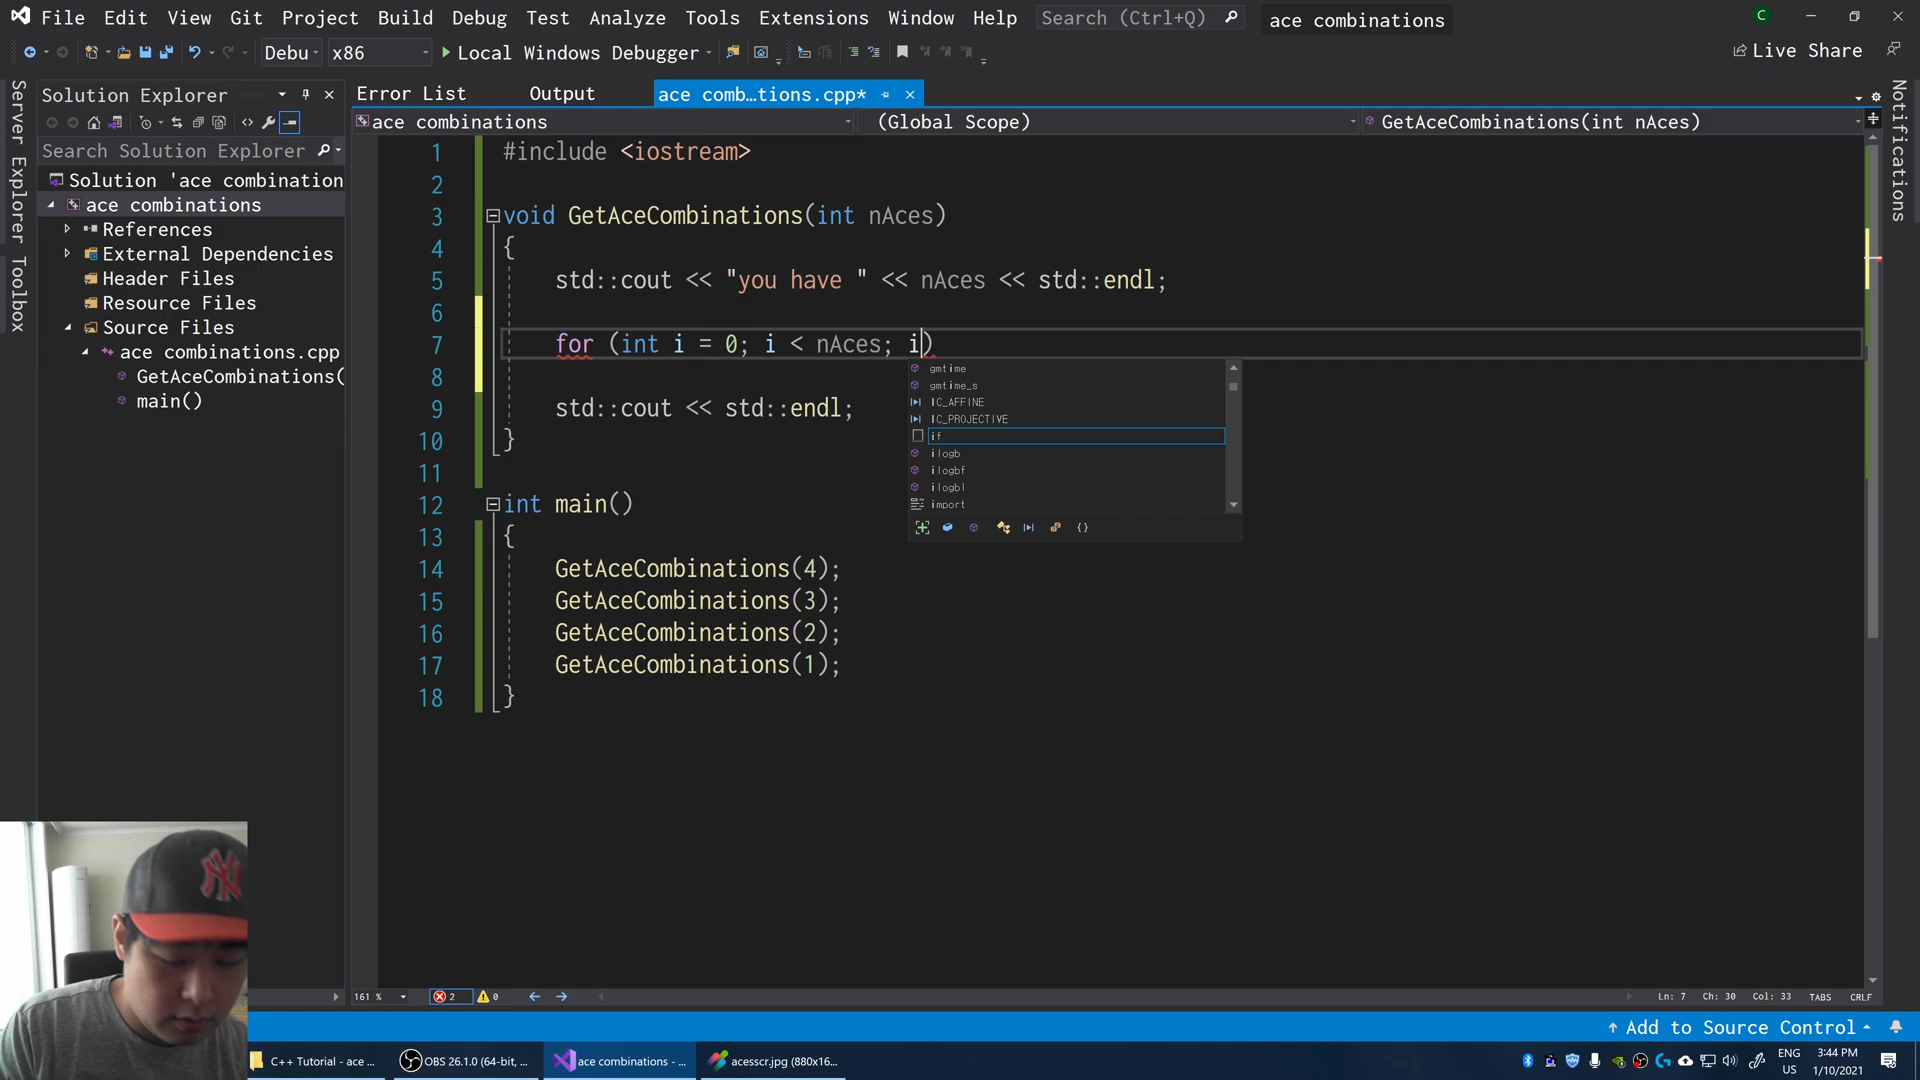 File Edit View Git Project Build Debug Test Analyze Tools Extensions Window Help Search (Ctrl+Q) ace combinations C
Debu x86 Local Windows Debugger Live Share
Server Explorer
Toolbox
Solution Explorer
Search Solution Explorer
Solution 'ace combination
ace combinations
References
External Dependencies
Header Files
Resource Files
Source Files
ace combinations.cpp
GetAceCombinations(
main()
Error List Output ace comb...tions.cpp*
ace combinations (Global Scope) GetAceCombinations(int nAces)
1 #include <iostream>
2
3 void GetAceCombinations(int nAces)
4 {
5 std::cout << "you have " << nAces << std::endl;
6
7 for (int i = 0; i < nAces; i)
8
9 std::cout << std::endl;
10 }
11
12 int main()
13 {
14 GetAceCombinations(4);
15 GetAceCombinations(3);
16 GetAceCombinations(2);
17 GetAceCombinations(1);
18 }
gmtime
gmtime_s
IC_AFFINE
IC_PROJECTIVE
if
ilogb
ilogbf
ilogbl
import
Notifications
NY
161 % 2 0 Ln: 7 Ch: 30 Col: 33 TABS CRLF
Add to Source Control
C++ Tutorial - ace ... OBS 26.1.0 (64-bit, ... ace combinations - ... acesscr.jpg (880x16...
ENG
US
3:44 PM
1/10/2021